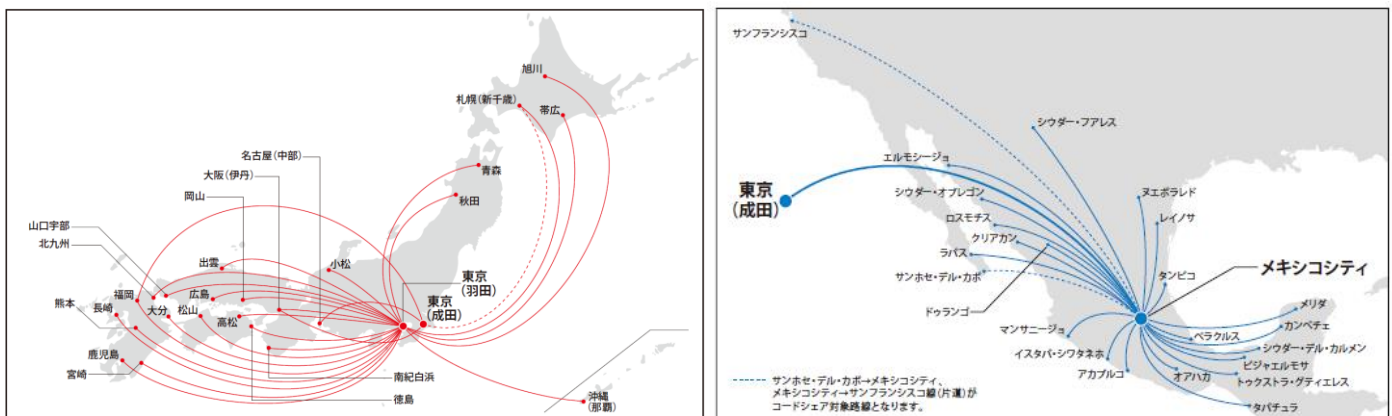 旭川
札幌(新千歳)
帯広
名古屋(中部)
青森
大阪(伊丹)
秋田
岡山
山口宇部
北九州
出雲
小松
東京
(羽田)
福岡
広島
東京
(成田)
熊本
長崎
大分
松山
高松
鹿児島
宮崎
南紀白浜
徳島
沖縄
(那覇)
サンフランシスコ
シウダー・フアレス
エルモシージョ
東京
(成田)
シウダー・オブレゴン
ヌエボラレド
ロスモチス
レイノサ
クリアカン
ラパス
メキシコシティ
サンホセ・デル・カボ
タンピコ
ドゥランゴ
メリダ
マンサニージョ
カンペチェ
ベラクルス
イスタパ・シワタネホ
シウダー・デル・カルメン
ビジャエルモサ
アカプルコ
オアハカ
トゥクストラ・グティエレス
タパチュラ
サンホセ・デル・カボ→メキシコシティ、
メキシコシティ→サンフランシスコ線(片道)が
コードシェア対象路線となります。